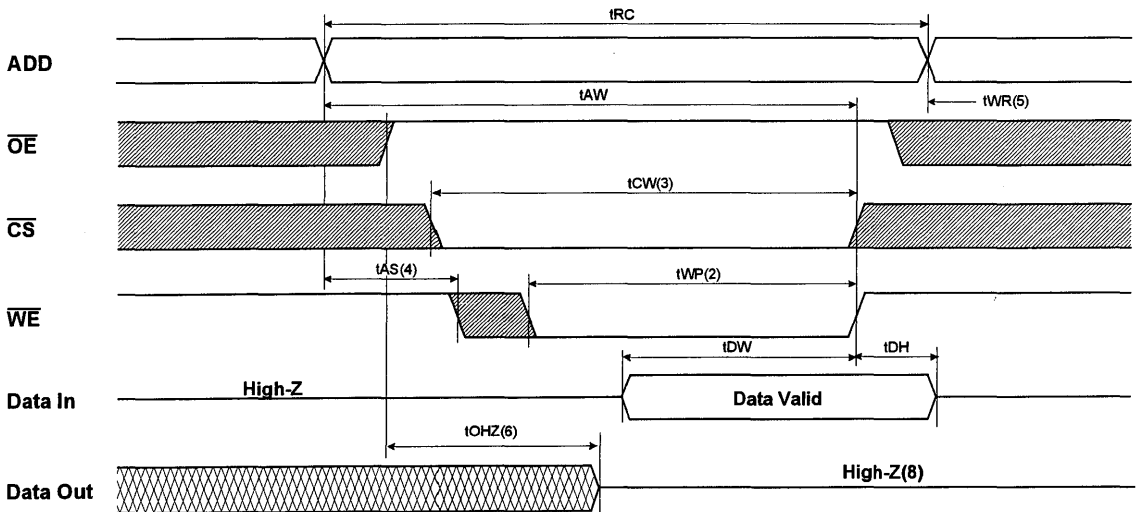 tRC
ADD
tAW
tWR(5)
OE
tCW(3)
CS
tAS(4)
tWP(2)
WE
tDW
tDH
High-Z
Data In
Data Valid
tOHZ(6)
High-Z(8)
Data Out